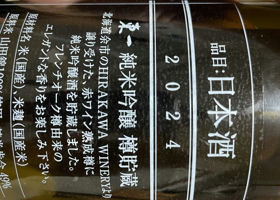 品目:日本酒
2024
純米吟醸 樽貯蔵
北海道余市のHIRAKAWA WINERYより
譲り受けた、赤ワイン熟成樽に
純米吟醸酒を貯蔵しました。
フレンチオーク樽由来の
エレガントな香りをお楽しみ下さい。
原材料 米(国産)、米麹(国産米)